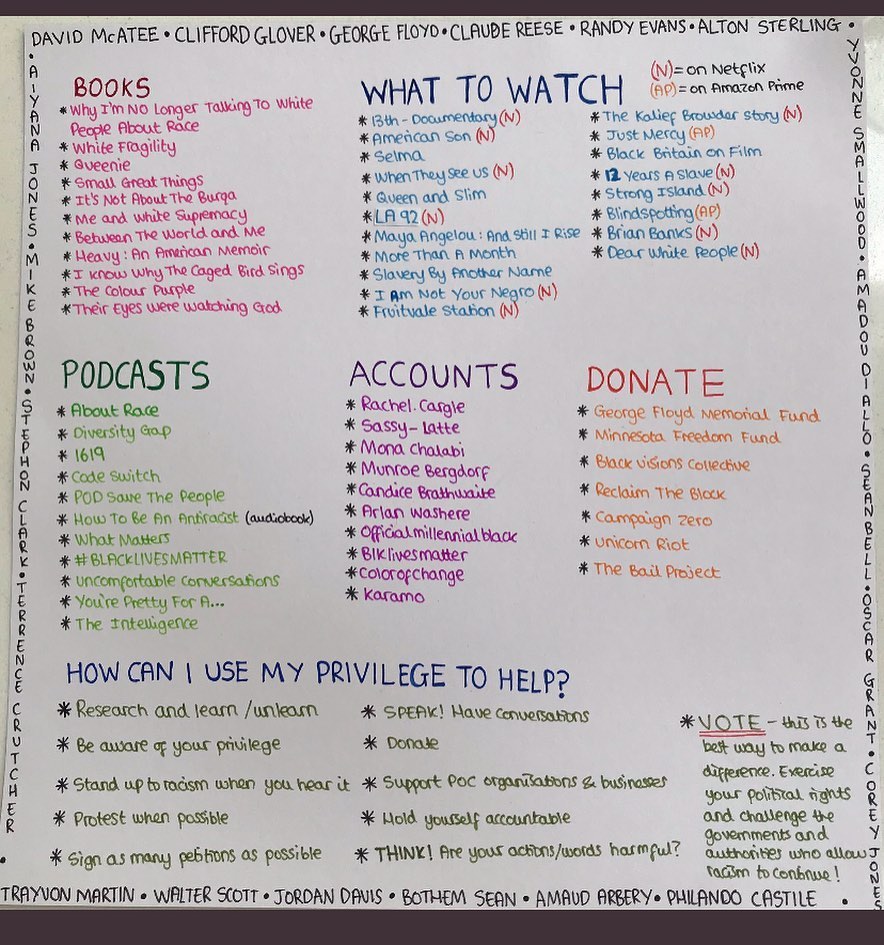 DAVID McATEE • CLIFFORD GLOVER • GEORGE FLOYD • CLAUDE REESE • RANDY EVANS • ALTON STERLING •
• AIYANA JONES • MIKE BROWN • STEPHON CLARK • TERRENCE CRUTCHER •
BOOKS
* Why I'm NO Longer Talking To White
People About Race
* White Fragility
* Queenie
* Small Great Things
* It's Not About The Burqa
* Me and White Supremacy
* Between The World and Me
* Heavy: An American Memoir
* I know Why The Caged Bird Sings
* The Colour Purple
* Their Eyes were watching God
WHAT TO WATCH
(N) = on Netflix
(AP) = on Amazon Prime
* 13th - Documentary (N)
* American Son (N)
* Selma
* When They See us (N)
* Queen and Slim
* LA 92 (N)
* Maya Angelou: And Still I Rise
* More Than A Month
* Slavery By Another Name
* I Am Not Your Negro (N)
* Fruitvale Station (N)
* The Kalief Browder Story (N)
* Just Mercy (AP)
* Black Britain on Film
* 12 Years A Slave (N)
* Strong Island (N)
* Blindspotting (AP)
* Brian Banks (N)
* Dear White People (N)
PODCASTS
* About Race
* Diversity Gap
* 1619
* Code Switch
* POD Save The People
* How To Be An Antiracist (audiobook)
* What Matters
* #BLACKLIVESMATTER
* uncomfortable conversations
* You're Pretty For A...
* The Intelligence
ACCOUNTS
* Rachel.Cargle
* Sassy-Latte
* Mona Chalabi
* Munroe Bergdorf
* Candice Brathwaite
* Arlan Washere
* Officialmillennialblack
* Blklivesmatter
* Colorofchange
* Karamo
DONATE
* George Floyd Memorial Fund
* Minnesota Freedom Fund
* Black visions Collective
* Reclaim The Block
* Campaign Zero
* Unicorn Riot
* The Bail Project
HOW CAN I USE MY PRIVILEGE TO HELP?
* Research and learn /unlearn
* Be aware of your privilege
* Stand up to racism when you hear it
* Protest when possible
* Sign as many petitions as possible
* SPEAK! Have conversations
* Donate
* Support POC organisations & businesses
* Hold yourself accountable
* THINK! Are your actions/words harmful?
* VOTE - this is the
best way to make a
difference. Exercise
your political rights
and challenge the
governments and
authorities who allow
racism to continue!
YVONNE SMALLWOOD • AMADOU DIALLO • SEAN BELL • OSCAR GRANT • COREY JONES
TRAYVON MARTIN • WALTER SCOTT • JORDAN DAVIS • BOTHEM SEAN • AMAUD ARBERY • PHILANDO CASTILE •